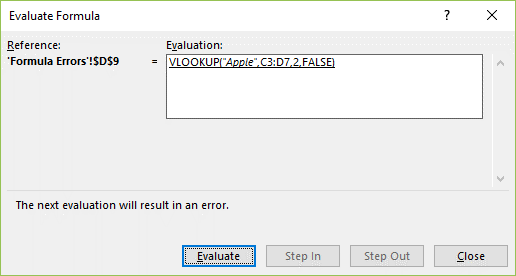 Evaluate Formula
Reference: Evaluation:
'Formula Errors'!$D$9 = VLOOKUP("Apple",C3:D7,2,FALSE)
The next evaluation will result in an error.
Evaluate Step In Step Out Close